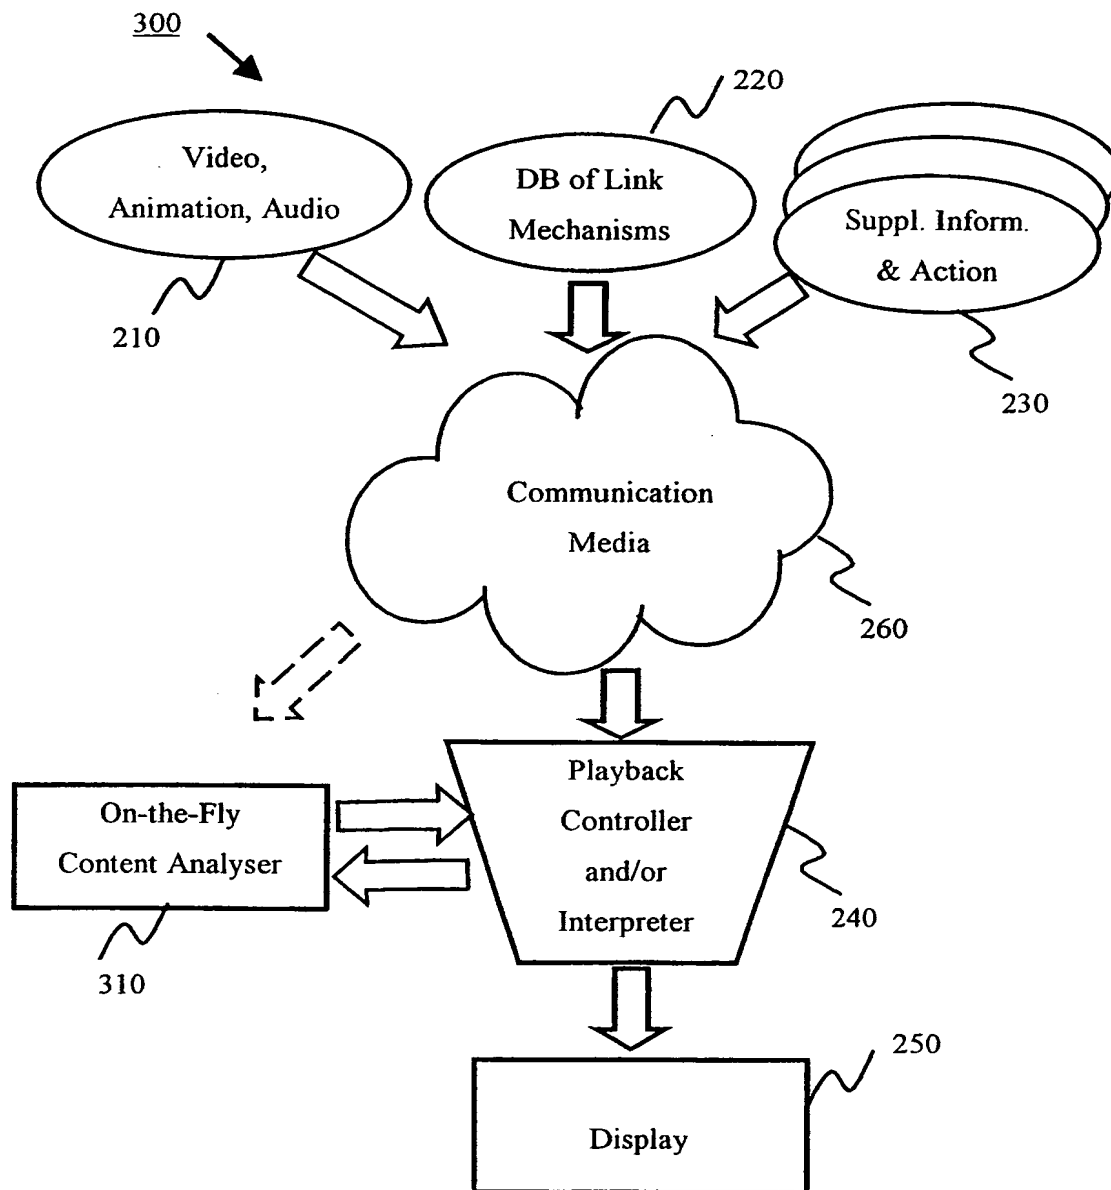 300
220
Video,
Animation, Audio
DB of Link
Mechanisms
Suppl. Inform.
& Action
210
230
Communication
Media
260
On-the-Fly
Content Analyser
Playback
Controller
and/or
Interpreter
240
310
250
Display